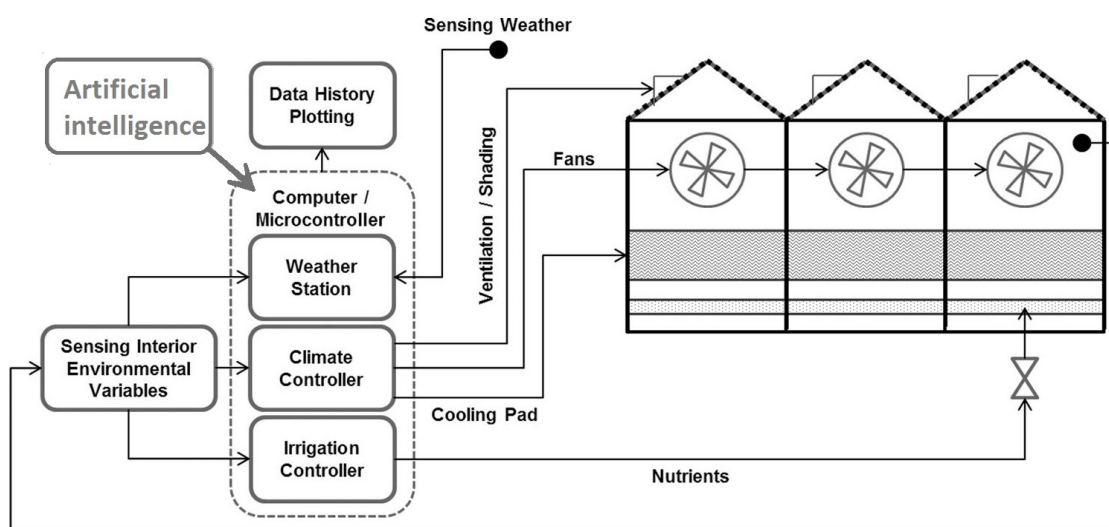 Sensing Weather
Artificial
intelligence
Data History
Plotting
Computer /
Microcontroller
Weather
Station
Sensing Interior
Environmental
Variables
Climate
Controller
Irrigation
Controller
Ventilation / Shading
Fans
Cooling Pad
Nutrients